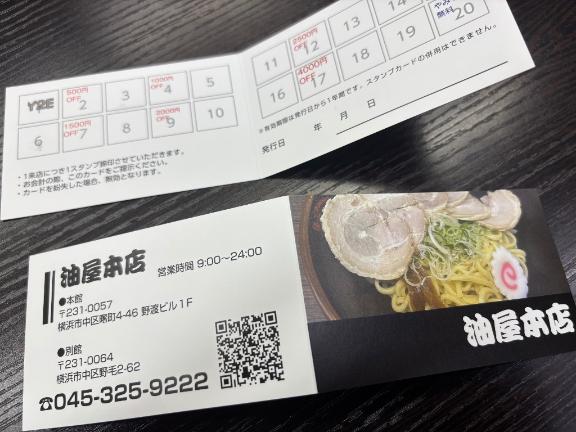 YRE
500円
OFF
2
3
1000円
OFF
4
5
6
1500円
OFF
7
8
2000円
OFF
9
10
・1来店につき1スタンプ捺印させていただきます。
・お会計の際、このカードをご提示ください。
・カードを紛失した場合、無効となります。
11
2500円
OFF
12
13
14
16
4000円
OFF
17
18
19
無料
20
※有効期限は発行日から1年間です。スタンプカードの併用はできません。
発行日 年 月 日
油屋本店 営業時間 9:00〜24:00
●本館
〒231-0057
横浜市中区曙町4-46 野渡ビル1F
●別館
〒231-0064
横浜市中区野毛2-62
☎045-325-9222
油屋本店